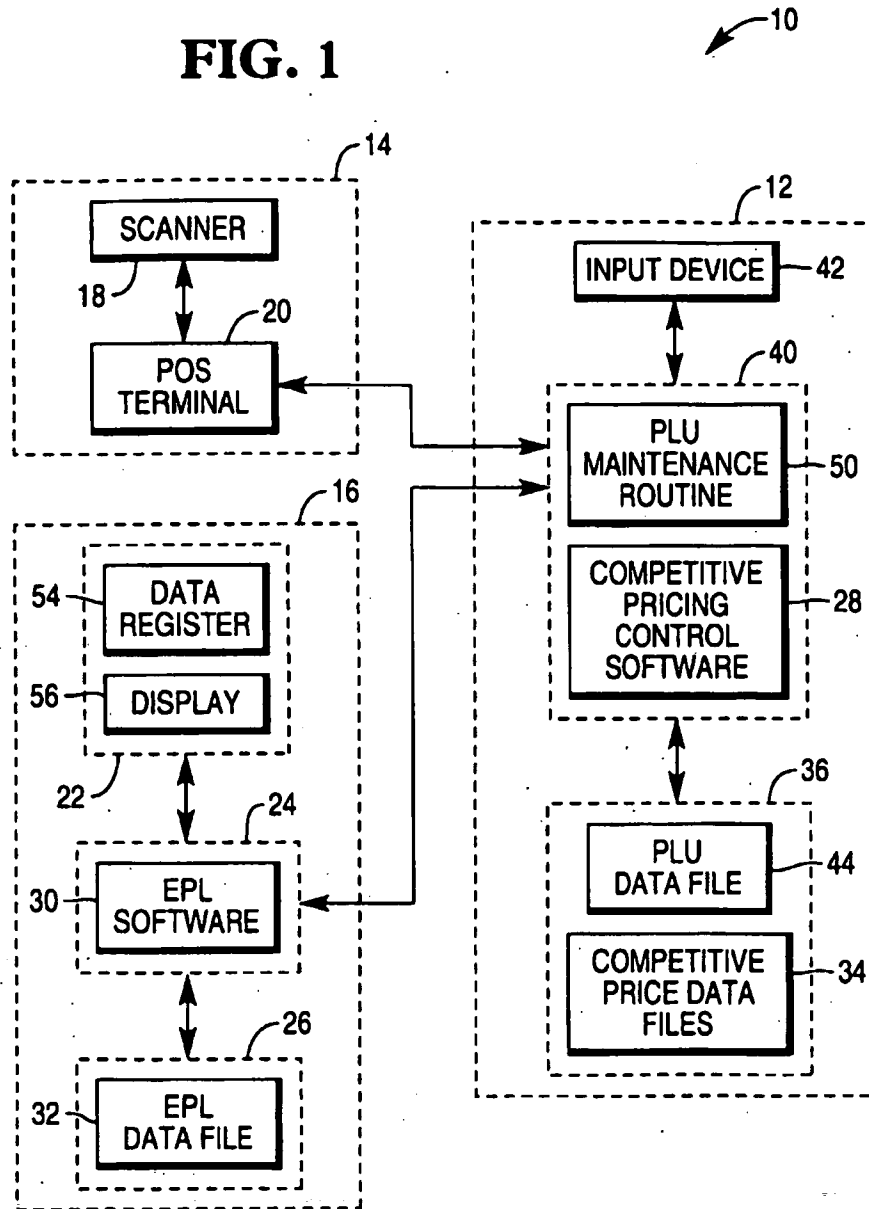 FIG. 1
10
14
SCANNER
18
20
POS
TERMINAL
12
INPUT DEVICE
42
40
PLU
MAINTENANCE
ROUTINE
50
COMPETITIVE
PRICING
CONTROL
SOFTWARE
28
36
PLU
DATA FILE
44
COMPETITIVE
PRICE DATA
FILES
34
16
54
DATA
REGISTER
56
DISPLAY
22
24
30
EPL
SOFTWARE
26
32
EPL
DATA FILE